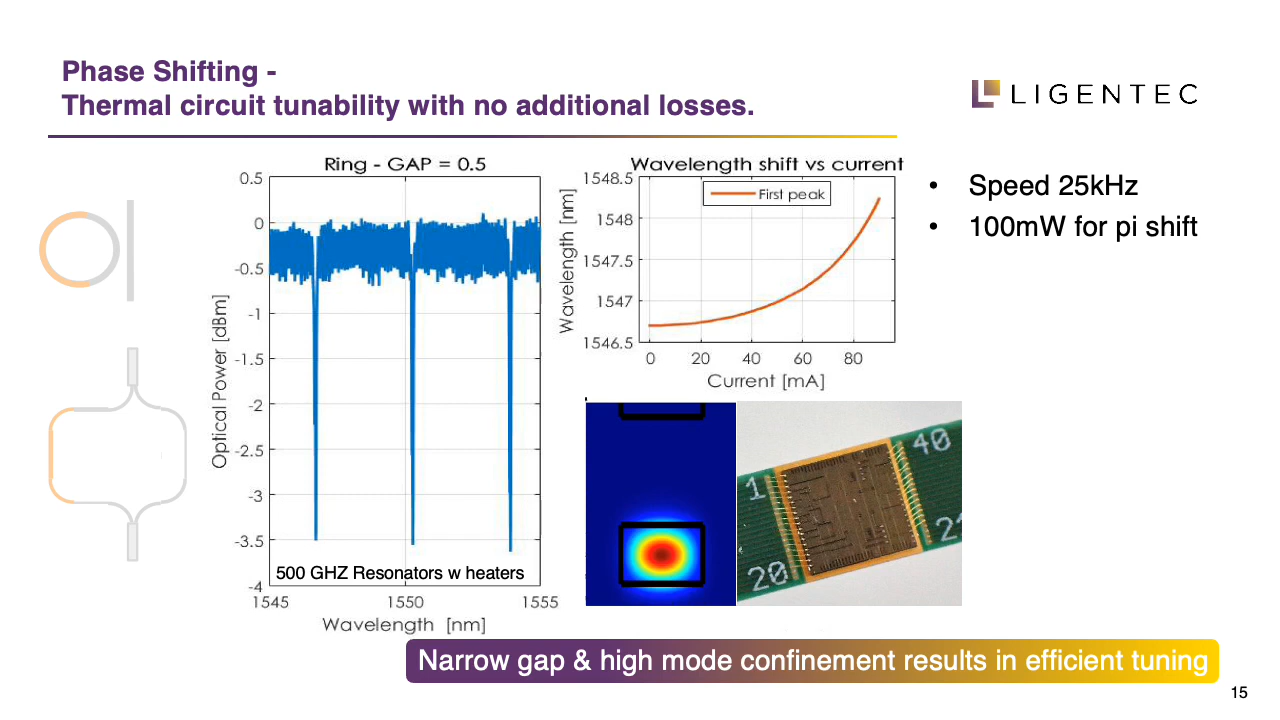 Phase Shifting -
Thermal circuit tunability with no additional losses.
LIGENTEC
Ring - GAP = 0.5
0.5
0
-0.5
-1
-1.5
-2
-2.5
-3
-3.5
-4
Optical Power [dBm]
500 GHZ Resonators w heaters
1545
1550
1555
Wavelength [nm]
Wavelength shift vs current
1548.5
1548
1547.5
1547
1546.5
Wavelength [nm]
First peak
0
20
40
60
80
Current [mA]
• Speed 25kHz
• 100mW for pi shift
1
20
40
Narrow gap & high mode confinement results in efficient tuning
15